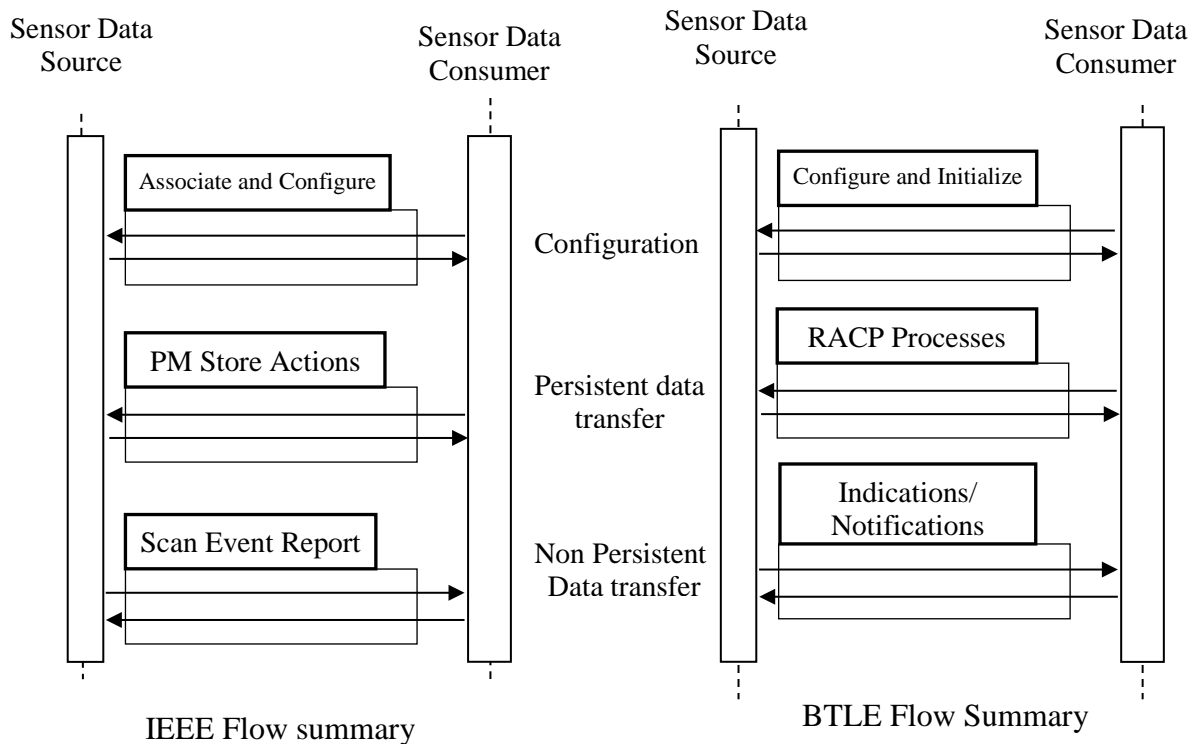 Sensor Data
Source
Sensor Data
Consumer
Sensor Data
Source
Sensor Data
Consumer
Associate and Configure
Configure and Initialize
Configuration
PM Store Actions
RACP Processes
Persistent data
transfer
Scan Event Report
Indications/
Notifications
Non Persistent
Data transfer
IEEE Flow summary
BTLE Flow Summary